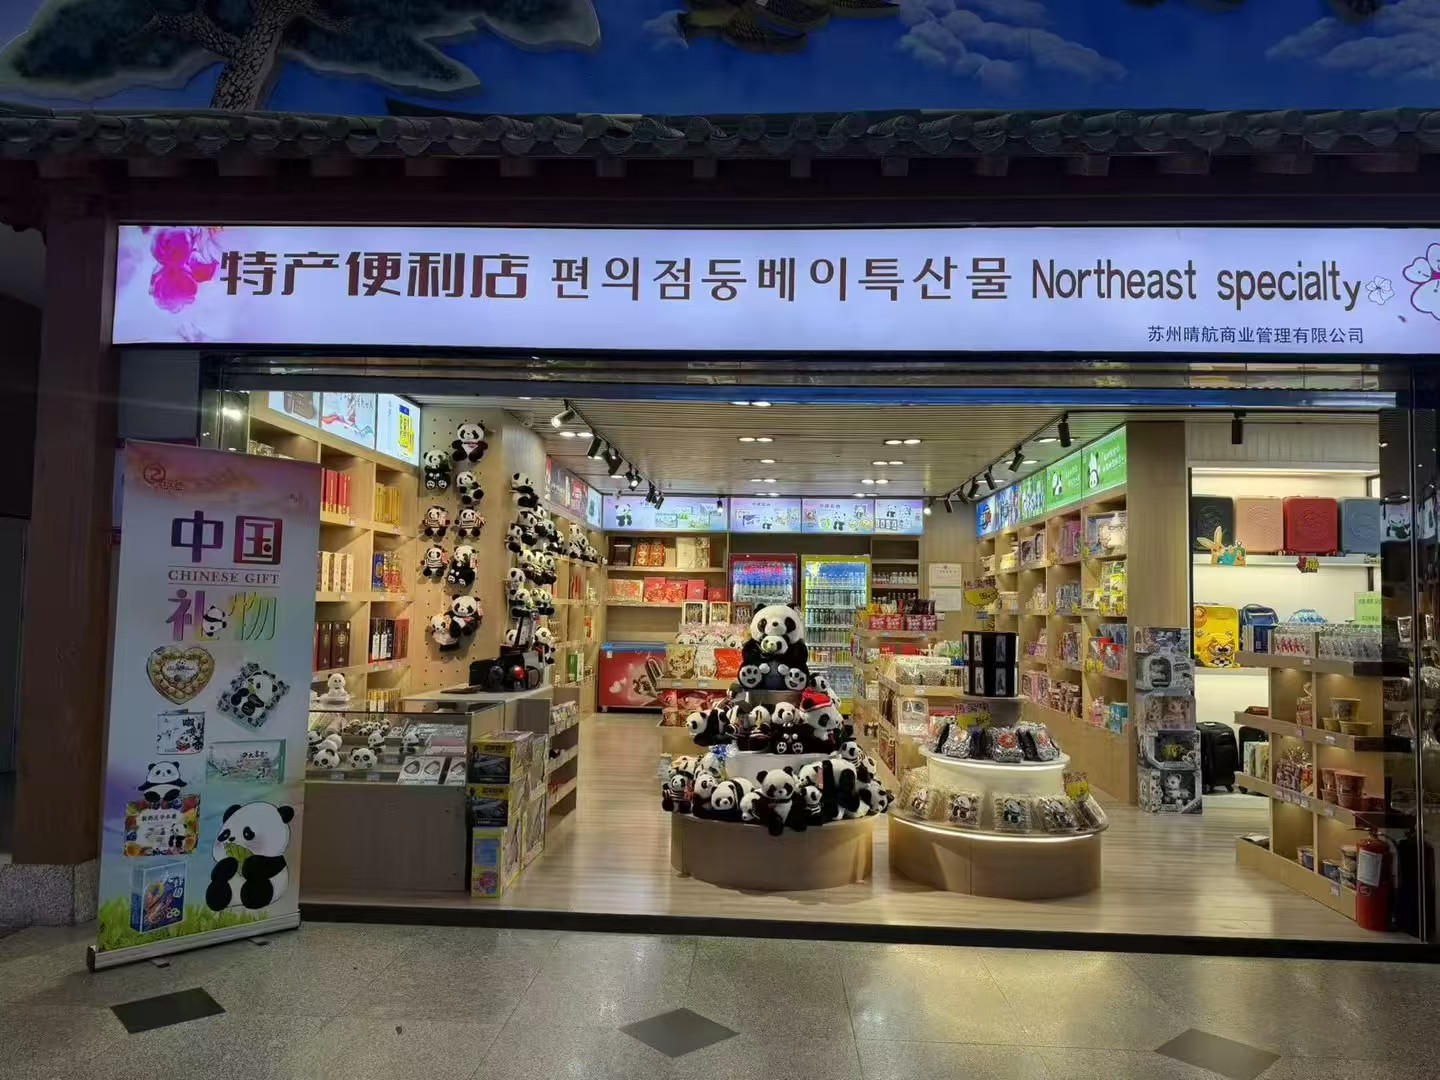 特产便利店 편의점둥베이특산물 Northeast specialty
苏州晴航商业管理有限公司
中国
CHINESE GIFT
礼物